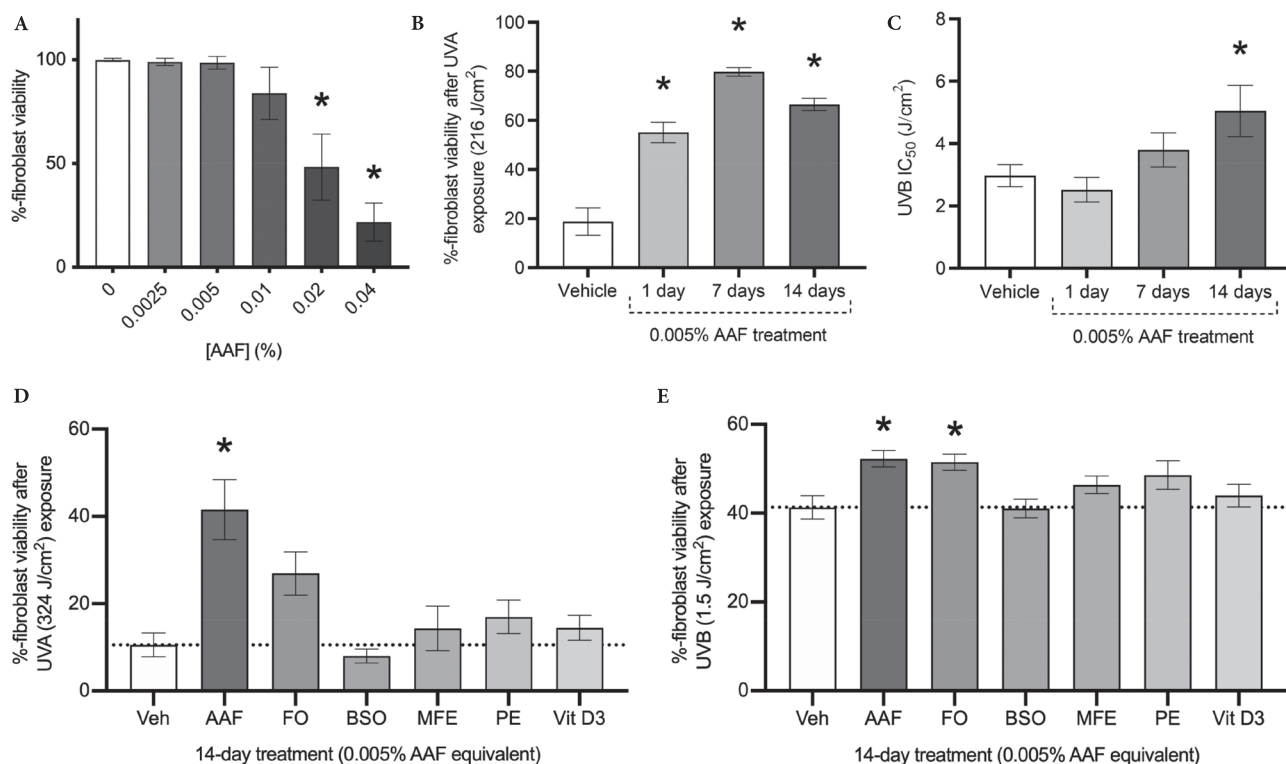 A
%-fibroblast viability
100
50
0
0 0.0025 0.005 0.01 0.02 0.04
* *
[AAF] (%)
B
%-fibroblast viability after UVA
exposure (216 J/cm²)
100
80
60
40
20
0
* * *
Vehicle 1 day 7 days 14 days
0.005% AAF treatment
C
UVB IC₅₀ (J/cm²)
8
6
4
2
0
*
Vehicle 1 day 7 days 14 days
0.005% AAF treatment
D
%-fibroblast viability after
UVA (324 J/cm²) exposure
60
40
20
0
*
Veh AAF FO BSO MFE PE Vit D3
14-day treatment (0.005% AAF equivalent)
E
%-fibroblast viability after
UVB (1.5 J/cm²) exposure
60
40
20
0
* *
Veh AAF FO BSO MFE PE Vit D3
14-day treatment (0.005% AAF equivalent)